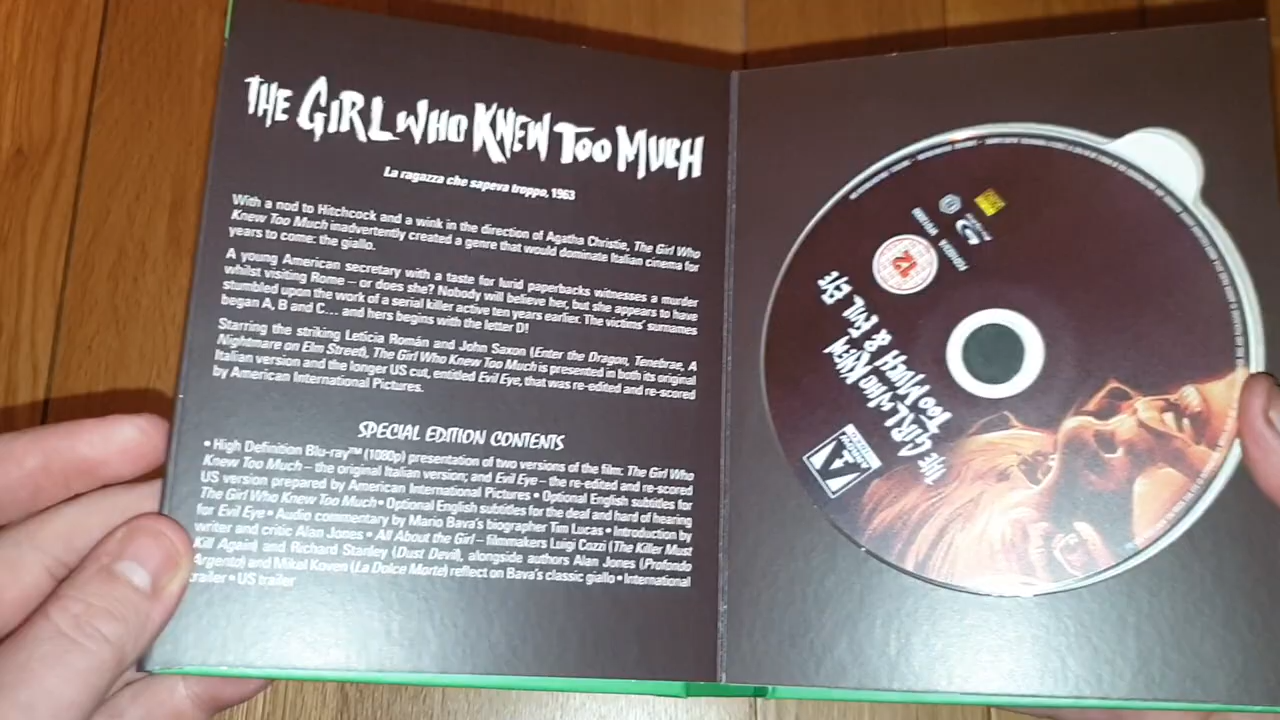 THE GIRL WHO KNEW TOO MUCH
La ragazza che sapeva troppo, 1963
With a nod to Hitchcock and a wink in the direction of Agatha Christie, The Girl Who
Knew Too Much inadvertently created a genre that would dominate Italian cinema for
years to come: the giallo.
A young American secretary with a taste for lurid paperbacks witnesses a murder
whilst visiting Rome – or does she? Nobody will believe her, but she appears to have
stumbled upon the work of a serial killer active ten years earlier. The victims' surnames
began A, B and C... and hers begins with the letter D!
Starring the striking Letícia Román and John Saxon (Enter the Dragon, Tenebrae, A
Nightmare on Elm Street), The Girl Who Knew Too Much is presented in both its original
Italian version and the longer US cut, entitled Evil Eye, that was re-edited and re-scored
by American International Pictures.
SPECIAL EDITION CONTENTS
• High Definition Blu-ray™ (1080p) presentation of two versions of the film: The Girl Who
Knew Too Much – the original Italian version; and Evil Eye – the re-edited and re-scored
US version prepared by American International Pictures • Optional English subtitles for
The Girl Who Knew Too Much • Optional English subtitles for the deaf and hard of hearing
for Evil Eye • Audio commentary by Mario Bava's biographer Tim Lucas • Introduction by
writer and critic Alan Jones • All About the Girl – filmmakers Luigi Cozzi (The Killer Must
Kill Again) and Richard Stanley (Dust Devil), alongside authors Alan Jones (Profondo
Argento) and Mikel Koven (La Dolce Morte) reflect on Bava's classic giallo • International
trailer • US trailer
THE GIRL WHO KNEW
TOO MUCH
& EVIL EYE
12